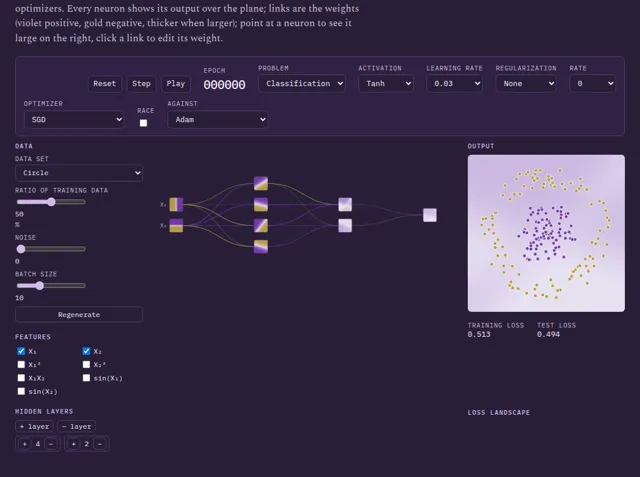 optimizers. Every neuron shows its output over the plane; links are the weights
(violet positive, gold negative, thicker when larger); point at a neuron to see it
large on the right, click a link to edit its weight.
Reset Step Play
EPOCH
000000
PROBLEM
Classification
ACTIVATION
Tanh
LEARNING RATE
0.03
REGULARIZATION
None
RATE
0
OPTIMIZER
SGD
RACE
AGAINST
Adam
DATA
DATA SET
Circle
RATIO OF TRAINING DATA
50
%
NOISE
0
BATCH SIZE
10
Regenerate
FEATURES
X₁ X₂
X₁² X₂²
X₁X₂ sin(X₁)
sin(X₂)
HIDDEN LAYERS
+ layer − layer
+ 4 − + 2 −
X₁
X₂
OUTPUT
TRAINING LOSS TEST LOSS
0.513 0.494
LOSS LANDSCAPE